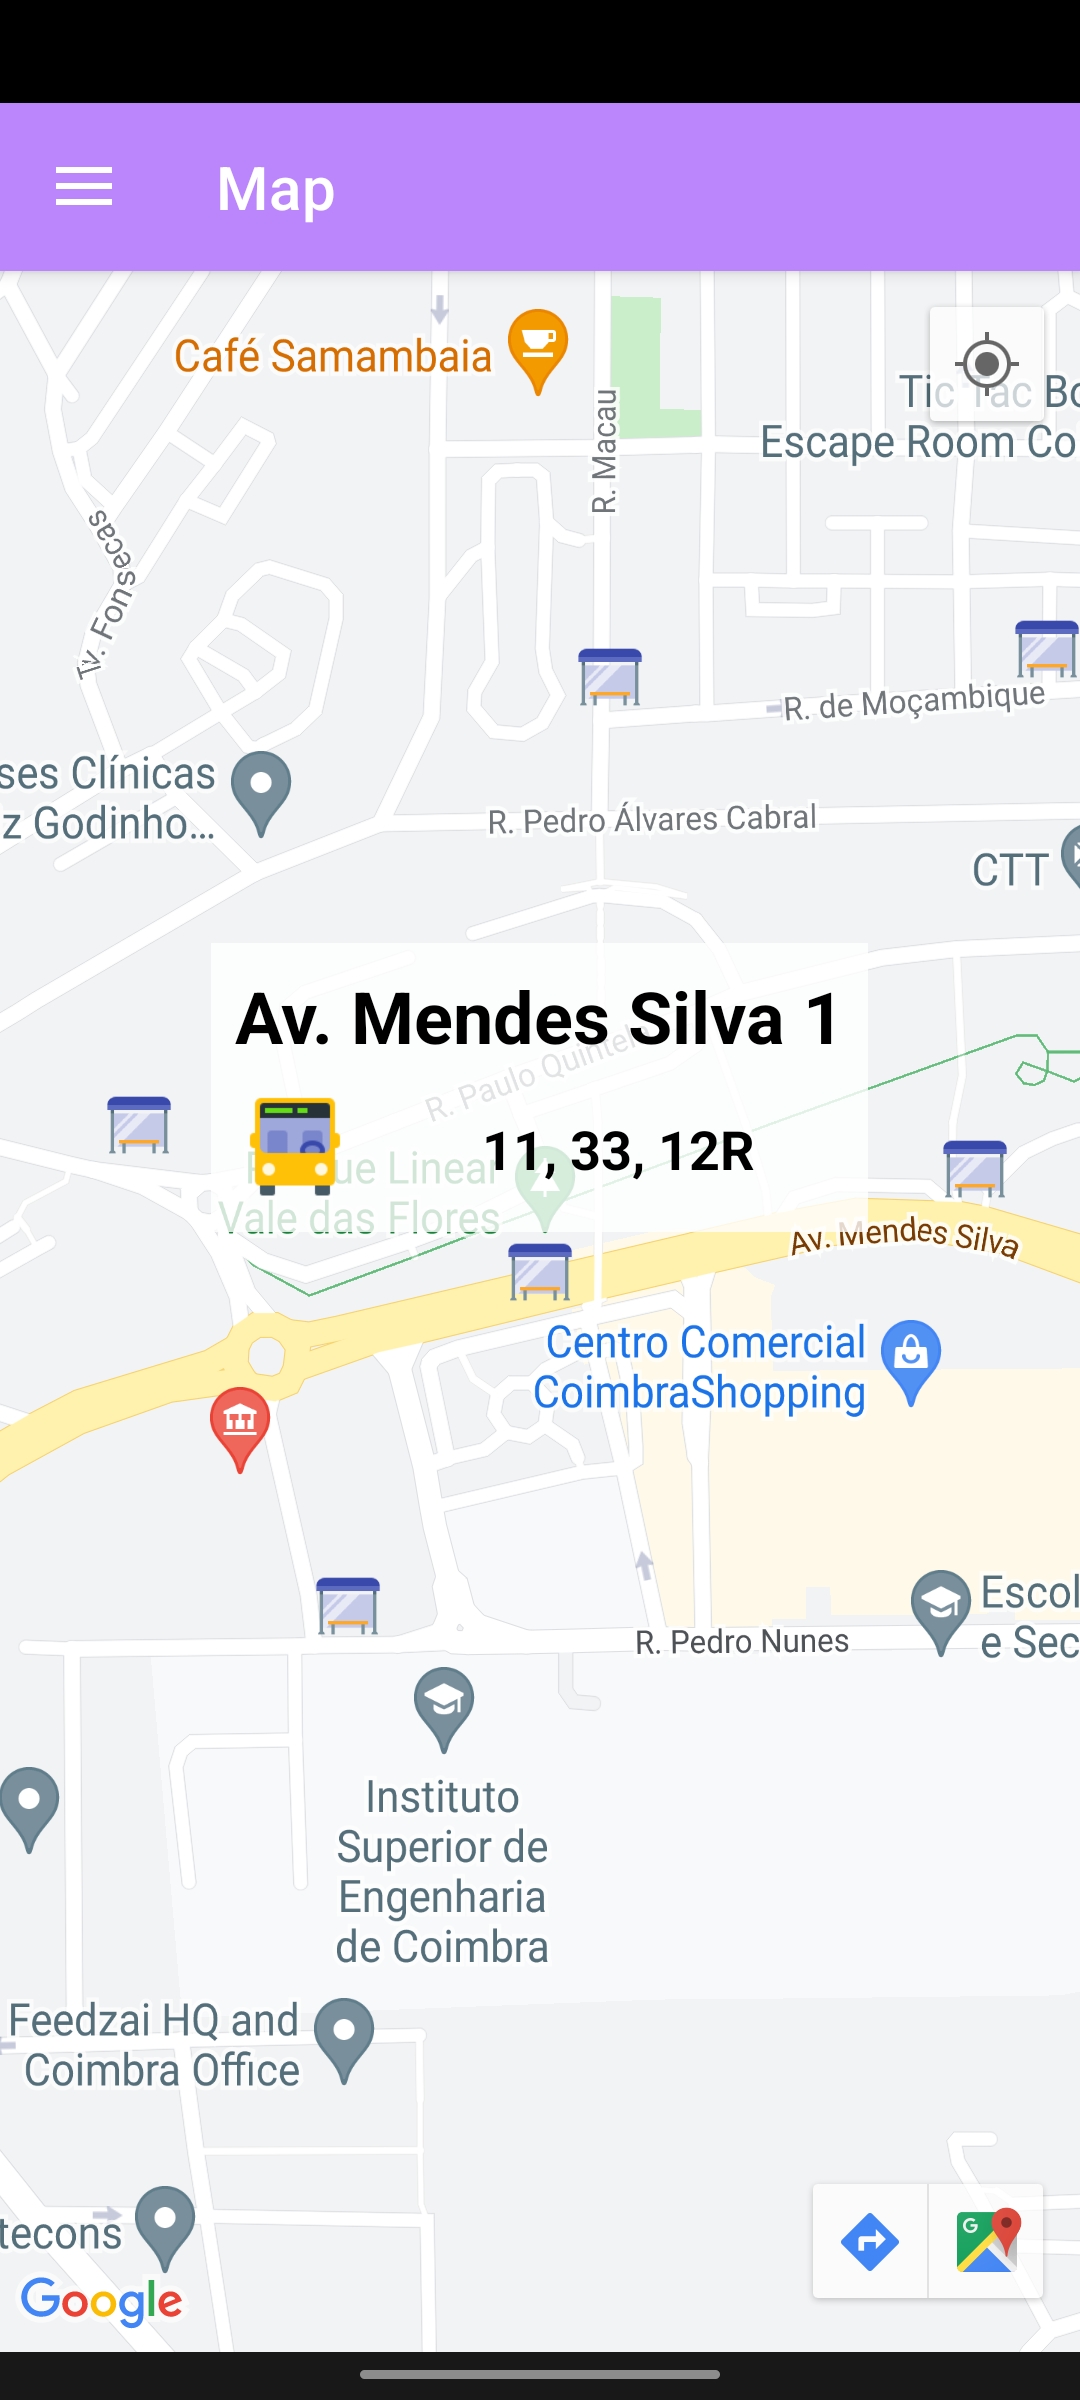 Map
Café Samambaia
R. Macau
Tic Tac Bo
Escape Room Co
Tv. Fonsecas
R. de Moçambique
ses Clínicas
z Godinho...
R. Pedro Álvares Cabral
CTT
Av. Mendes Silva 1
R. Paulo Quintela
11, 33, 12R
ue Linear
Vale das Flores
Av. Mendes Silva
Centro Comercial
CoimbraShopping
Escol
e Sec
R. Pedro Nunes
Instituto
Superior de
Engenharia
de Coimbra
Feedzai HQ and
Coimbra Office
tecons
G
Google